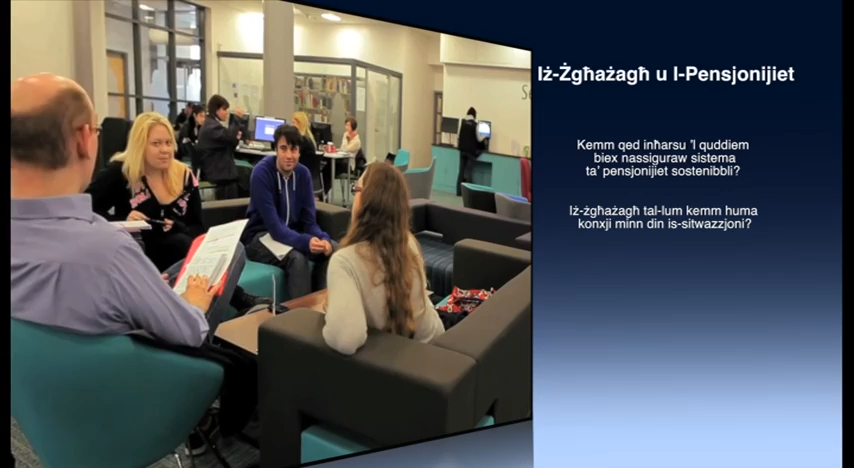 Iż-Żgħażagħ u l-Pensjonijiet
Kemm qed inħarsu 'l quddiem
biex nassiguraw sistema
ta' pensjonijiet sostenibbli?
Iż-żgħażagħ tal-lum kemm huma
konxji minn din is-sitwazzjoni?